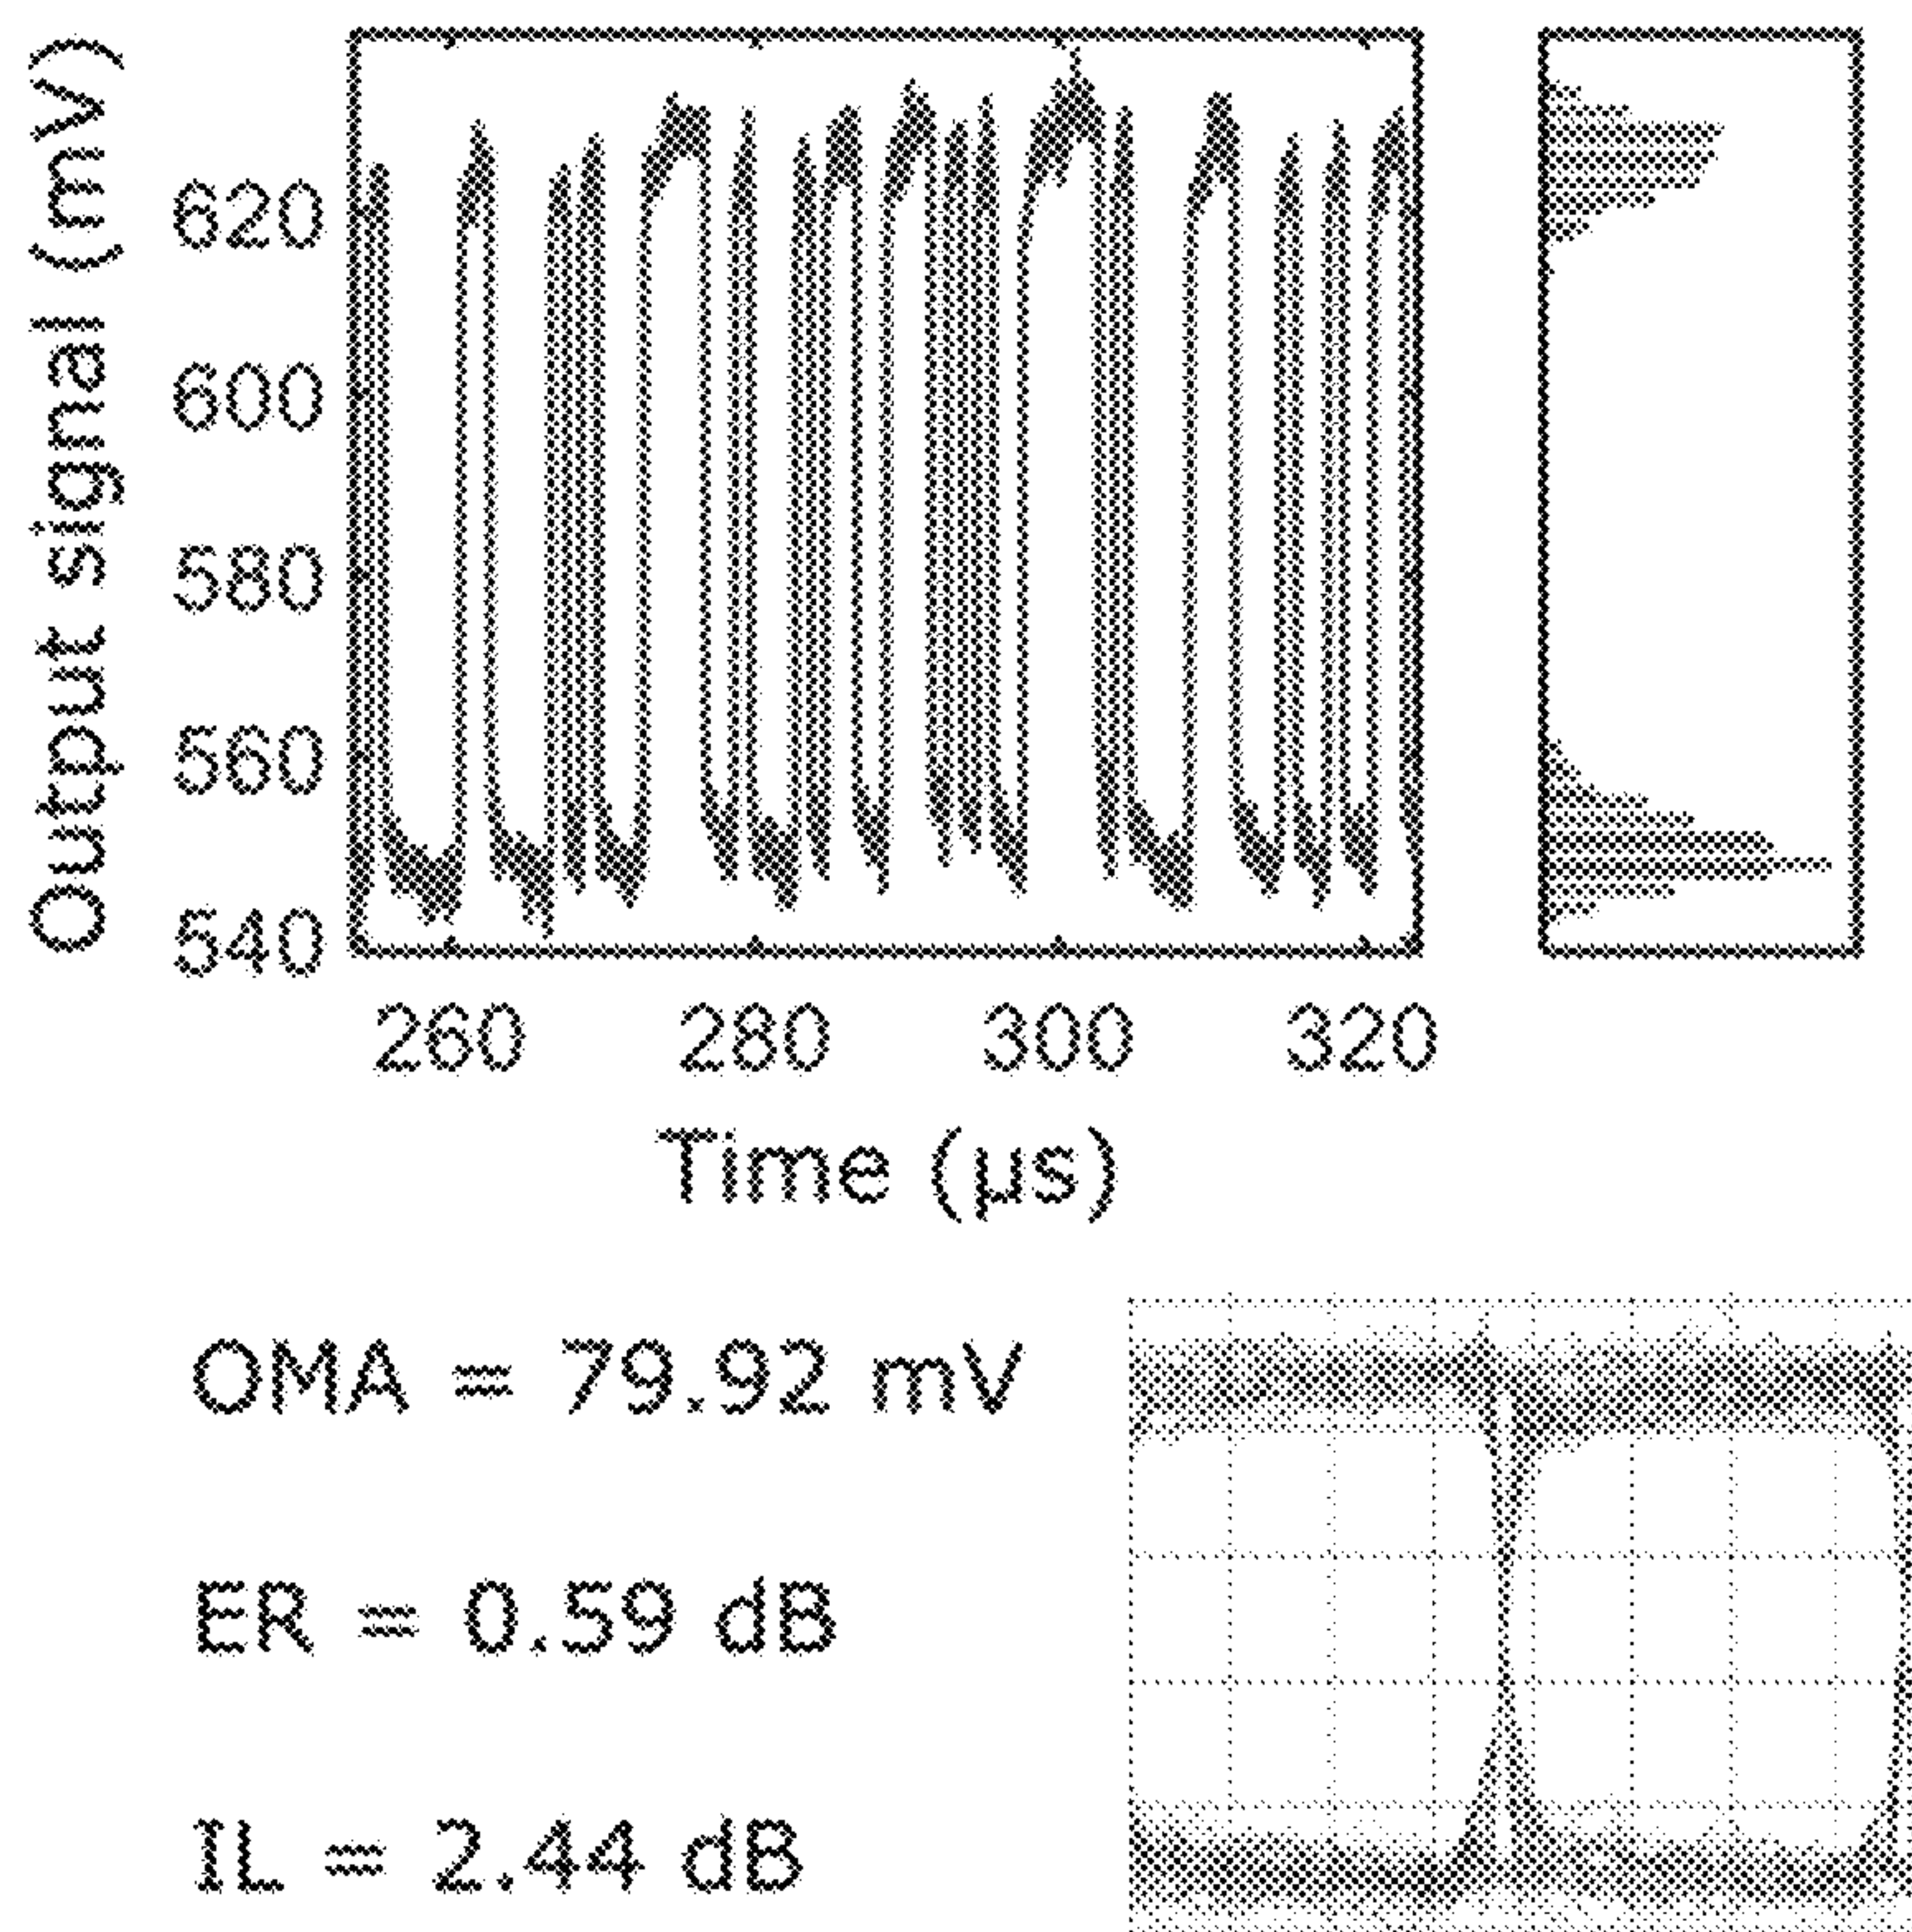 Output signal (mV)
620
600
580
560
540
260 280 300 320
Time (µs)
OMA = 79.92 mV
ER = 0.59 dB
IL = 2.44 dB